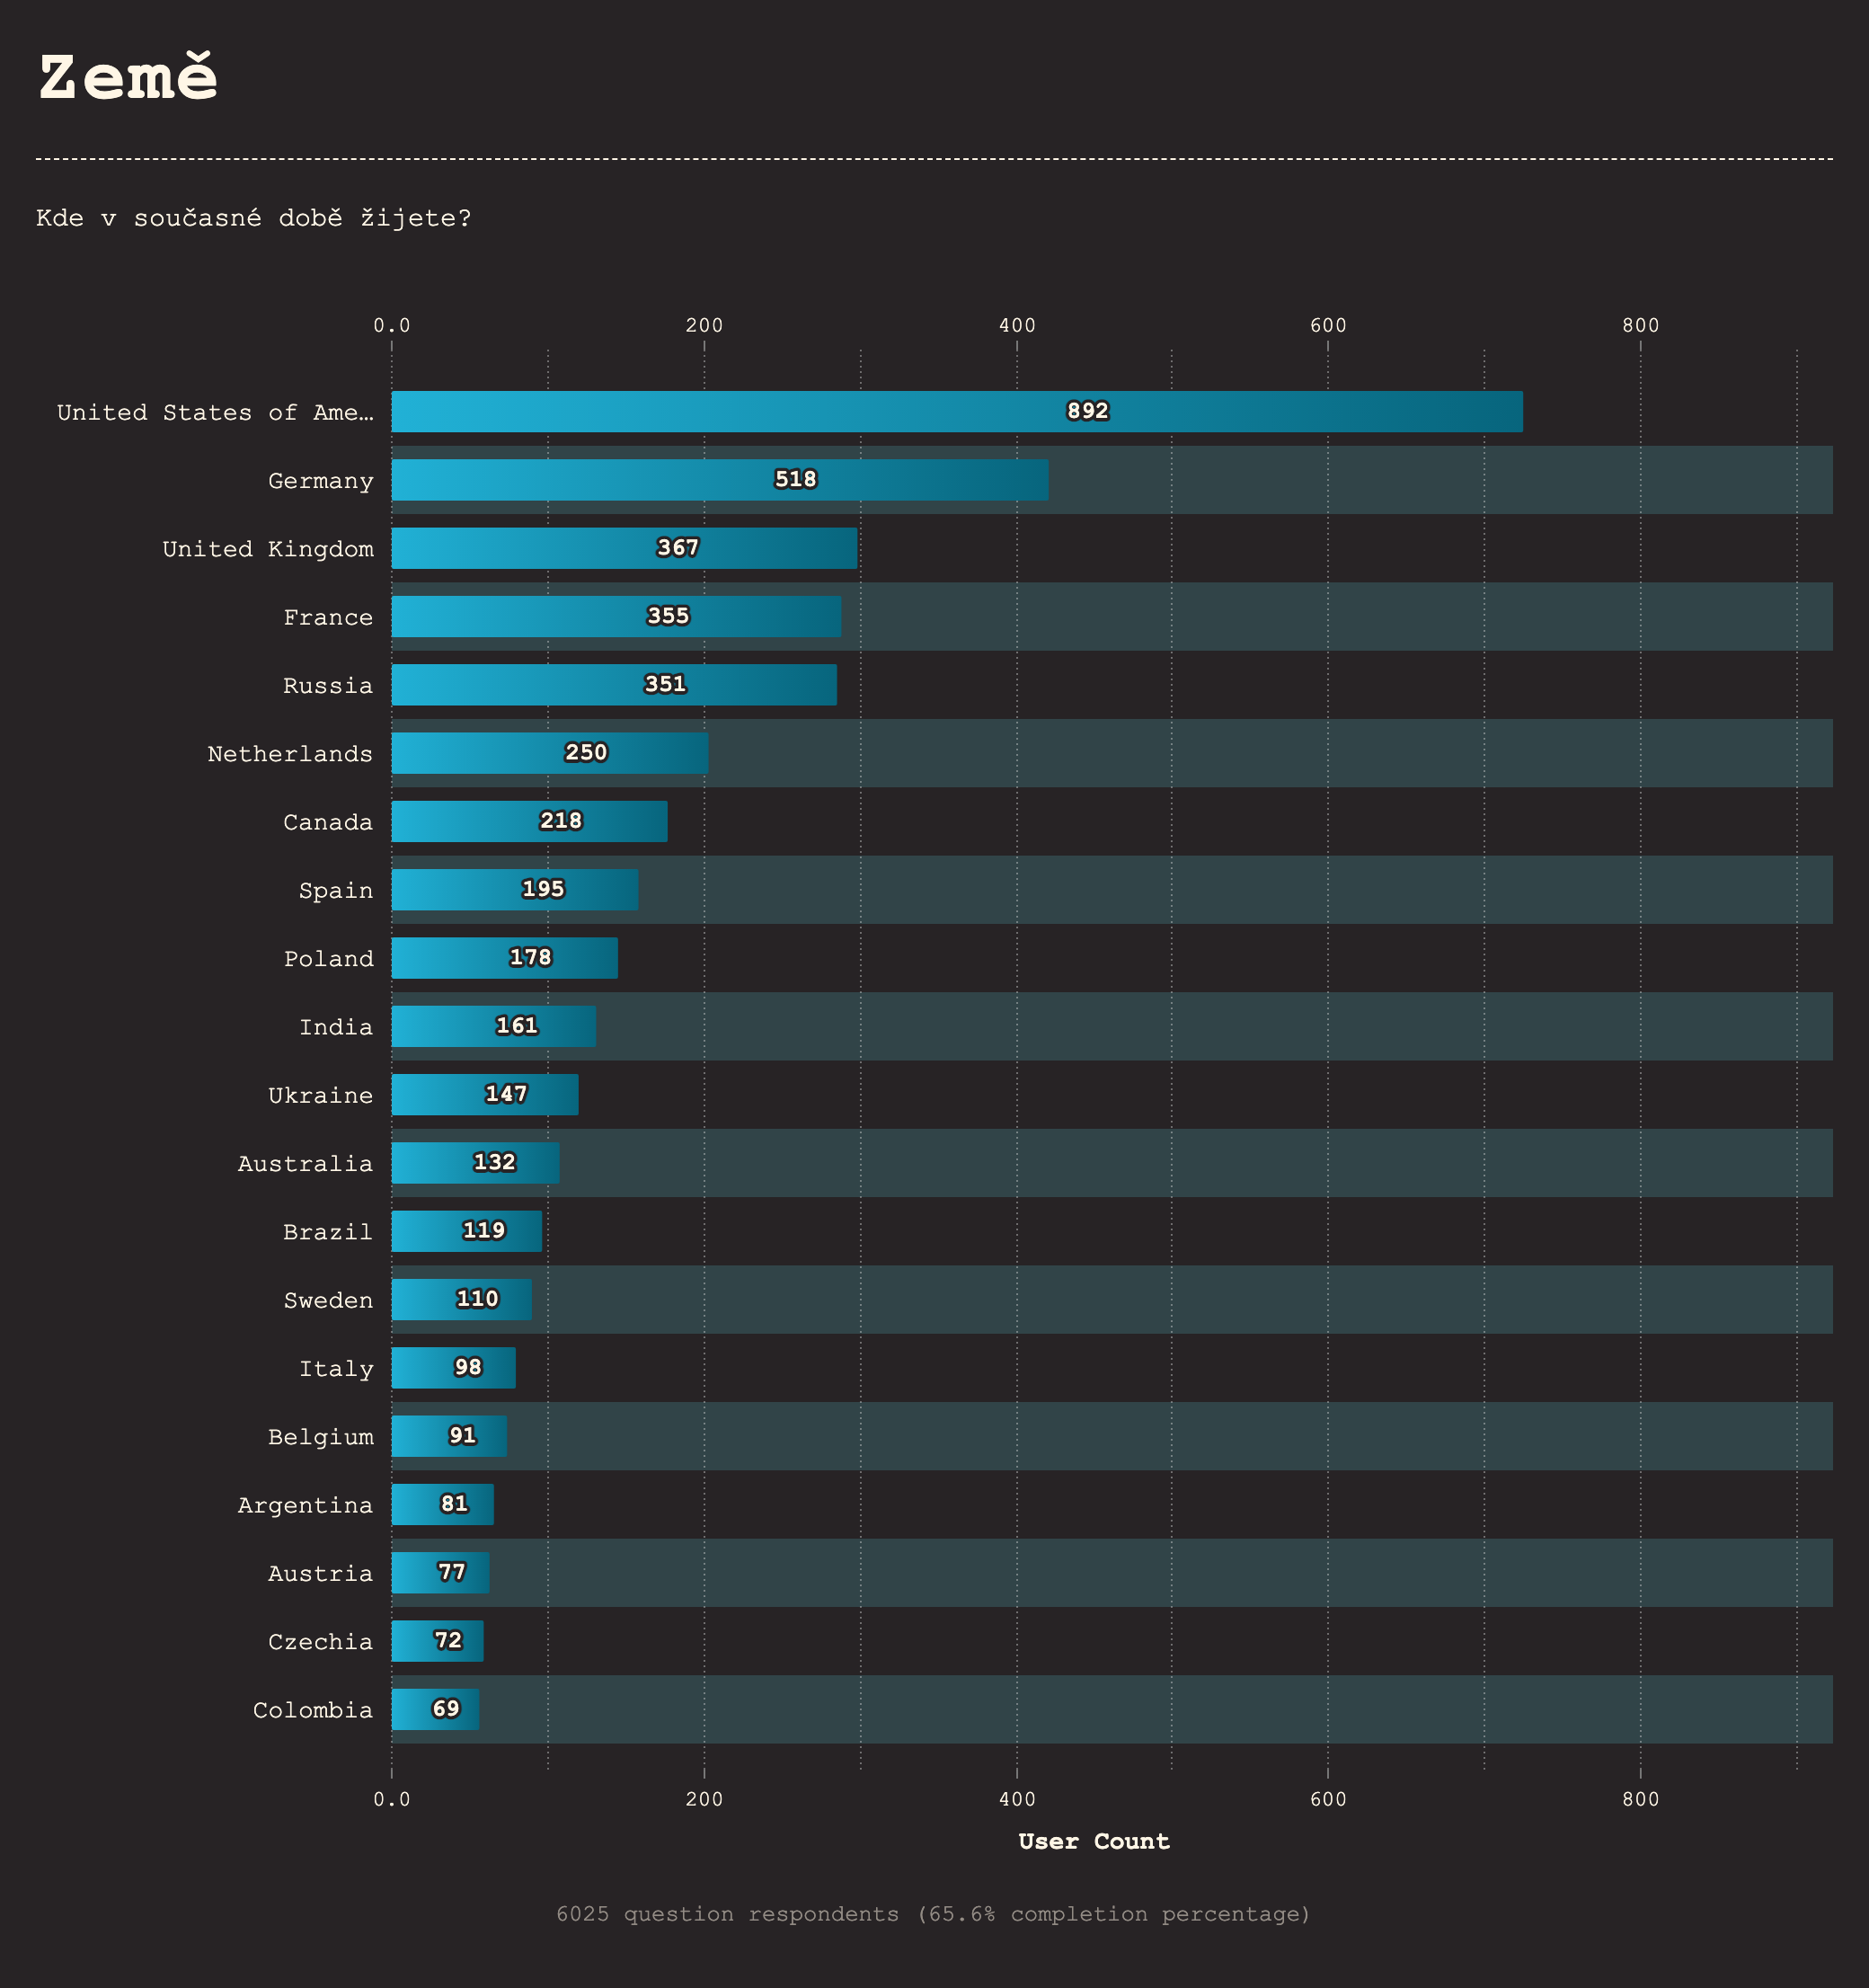 Země
Kde v současné době žijete?
0.0 200 400 600 800
United States of Ame… 892
Germany 518
United Kingdom 367
France 355
Russia 351
Netherlands 250
Canada 218
Spain 195
Poland 178
India 161
Ukraine 147
Australia 132
Brazil 119
Sweden 110
Italy 98
Belgium 91
Argentina 81
Austria 77
Czechia 72
Colombia 69
0.0 200 400 600 800
User Count
6025 question respondents (65.6% completion percentage)